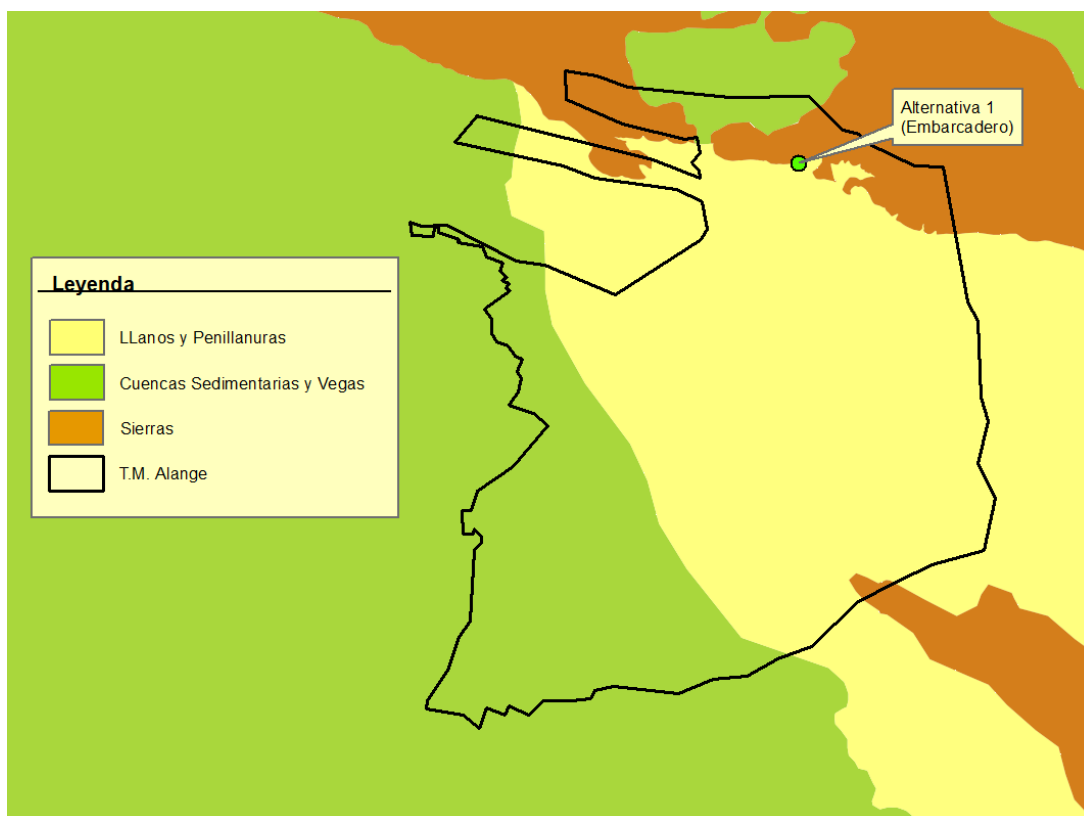 Alternativa 1
(Embarcadero)
Leyenda
LLanos y Penillanuras
Cuencas Sedimentarias y Vegas
Sierras
T.M. Alange